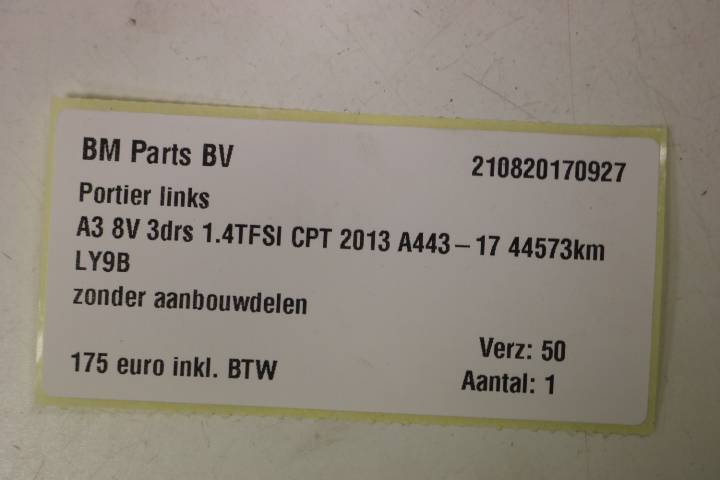 BM Parts BV 210820170927
Portier links
A3 8V 3drs 1.4TFSI CPT 2013 A443-17 44573km
LY9B
zonder aanbouwdelen
Verz: 50
175 euro inkl. BTW Aantal: 1